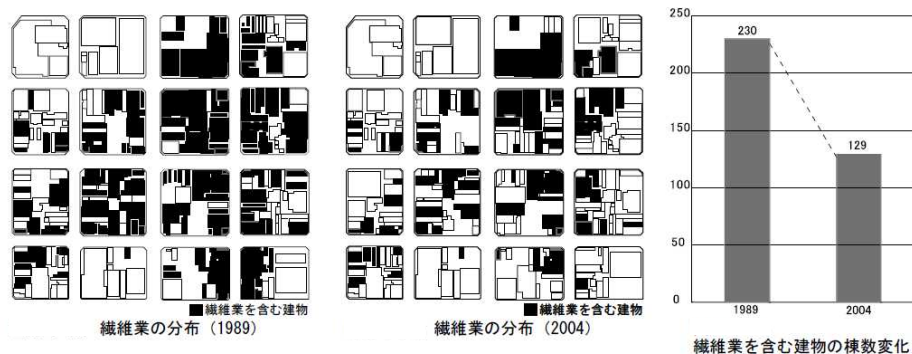 繊維業を含む建物
繊維業の分布（1989）
繊維業を含む建物
繊維業の分布（2004）
250
200
150
100
50
0
230
129
1989
2004
繊維業を含む建物の棟数変化